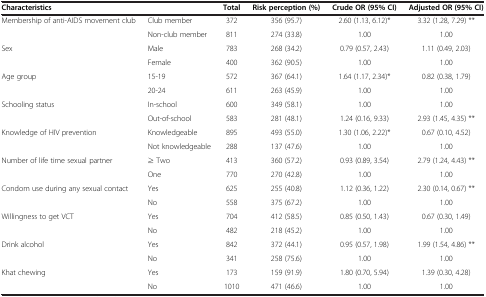 Characteristics Total Risk perception (%) Crude OR (95% CI) Adjusted OR (95% CI)
Membership of anti-AIDS movement club Club member 372 356 (95.7) 2.60 (1.13, 6.12)* 3.32 (1.28, 7.29) **
Non-club member 811 274 (33.8) 1.00 1.00
Sex Male 783 268 (34.2) 0.79 (0.57, 2.43) 1.11 (0.49, 2.03)
Female 400 362 (90.5) 1.00 1.00
Age group 15-19 572 367 (64.1) 1.64 (1.17, 2.34)* 0.82 (0.38, 1.79)
20-24 611 263 (45.9) 1.00 1.00
Schooling status In-school 600 349 (58.1) 1.00 1.00
Out-of-school 583 281 (48.1) 1.24 (0.16, 9.33) 2.93 (1.45, 4.35) **
Knowledge of HIV prevention Knowledgeable 895 493 (55.0) 1.30 (1.06, 2.22)* 0.67 (0.10, 4.52)
Not knowledgeable 288 137 (47.6) 1.00 1.00
Number of life time sexual partner ≥ Two 413 360 (57.2) 0.93 (0.89, 3.54) 2.79 (1.24, 4.43) **
One 770 270 (42.8) 1.00 1.00
Condom use during any sexual contact Yes 625 255 (40.8) 1.12 (0.36, 1.22) 2.30 (0.14, 0.67) **
No 558 375 (67.2) 1.00 1.00
Willingness to get VCT Yes 704 412 (58.5) 0.85 (0.50, 1.43) 0.67 (0.30, 1.49)
No 482 218 (45.2) 1.00 1.00
Drink alcohol Yes 842 372 (44.1) 0.95 (0.57, 1.98) 1.99 (1.54, 4.86) **
No 341 258 (75.6) 1.00 1.00
Khat chewing Yes 173 159 (91.9) 1.80 (0.70, 5.94) 1.39 (0.30, 4.28)
No 1010 471 (46.6) 1.00 1.00